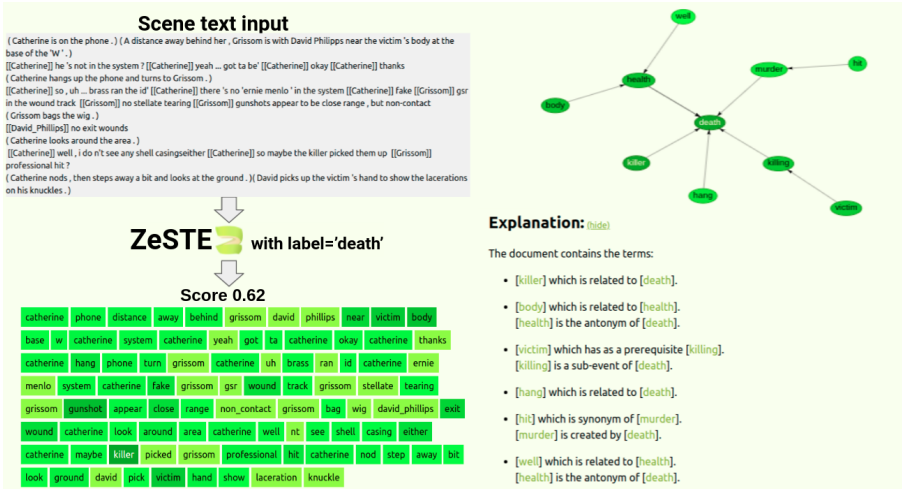 Scene text input
( Catherine is on the phone . ) ( A distance away behind her , Grissom is with David Philipps near the victim 's body at the
base of the 'W ' . )
[[Catherine]] he 's not in the system ? [[Catherine]] yeah ... got ta be' [[Catherine]] okay [[Catherine]] thanks
( Catherine hangs up the phone and turns to Grissom . )
[[Catherine]] so , uh ... brass ran the id' [[Catherine]] there 's no 'ernie menlo ' in the system [[Catherine]] fake [[Grissom]] gsr
in the wound track [[Grissom]] no stellate tearing [[Grissom]] gunshots appear to be close range , but non-contact
( Grissom bags the wig . )
[[David_Phillips]] no exit wounds
( Catherine looks around the area . )
[[Catherine]] well , i do n't see any shell casingseither [[Catherine]] so maybe the killer picked them up [[Grissom]]
professional hit ?
( Catherine nods , then steps away a bit and looks at the ground . )( David picks up the victim 's hand to show the lacerations
on his knuckles . )
ZeSTE with label='death'
Score 0.62
catherine phone distance away behind grissom david phillips near victim body
base w catherine system catherine yeah got ta catherine okay catherine thanks
catherine hang phone turn grissom catherine uh brass ran id catherine ernie
menlo system catherine fake grissom gsr wound track grissom stellate tearing
grissom gunshot appear close range non_contact grissom bag wig david_phillips exit
wound catherine look around area catherine well nt see shell casing either
catherine maybe killer picked grissom professional hit catherine nod step away bit
look ground david pick victim hand show laceration knuckle
well
hit
murder
health
body
death
killer
killing
hang
victim
Explanation: (hide)
The document contains the terms:
• [killer] which is related to [death].
• [body] which is related to [health].
[health] is the antonym of [death].
• [victim] which has as a prerequisite [killing].
[killing] is a sub-event of [death].
• [hang] which is related to [death].
• [hit] which is synonym of [murder].
[murder] is created by [death].
• [well] which is related to [health].
[health] is the antonym of [death].